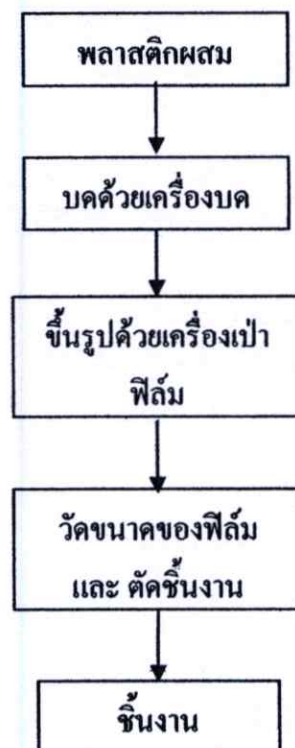 พลาสติกผสม
บดด้วยเครื่องบด
ขึ้นรูปด้วยเครื่องเป่า
ฟิล์ม
วัดขนาดของฟิล์ม
และ ตัดชิ้นงาน
ชิ้นงาน